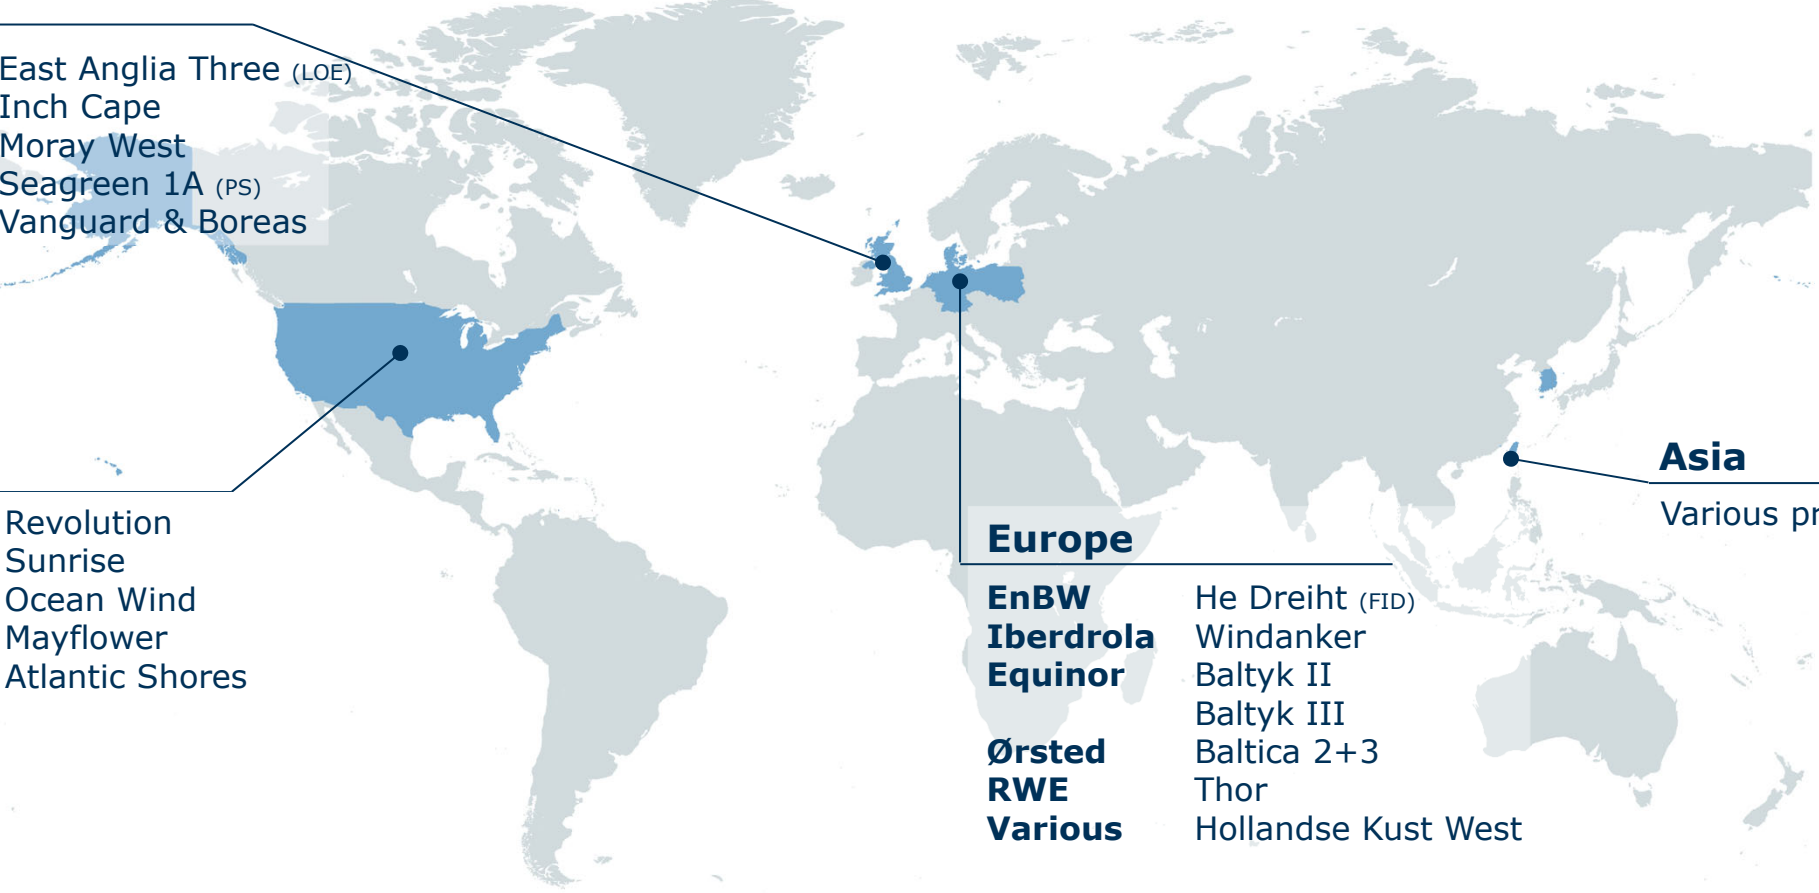 East Anglia Three (LOE)
Inch Cape
Moray West
Seagreen 1A (PS)
Vanguard & Boreas
Revolution
Sunrise
Ocean Wind
Mayflower
Atlantic Shores
Europe
EnBW He Dreiht (FID)
Iberdrola Windanker
Equinor Baltyk II
Baltyk III
Ørsted Baltica 2+3
RWE Thor
Various Hollandse Kust West
Asia
Various